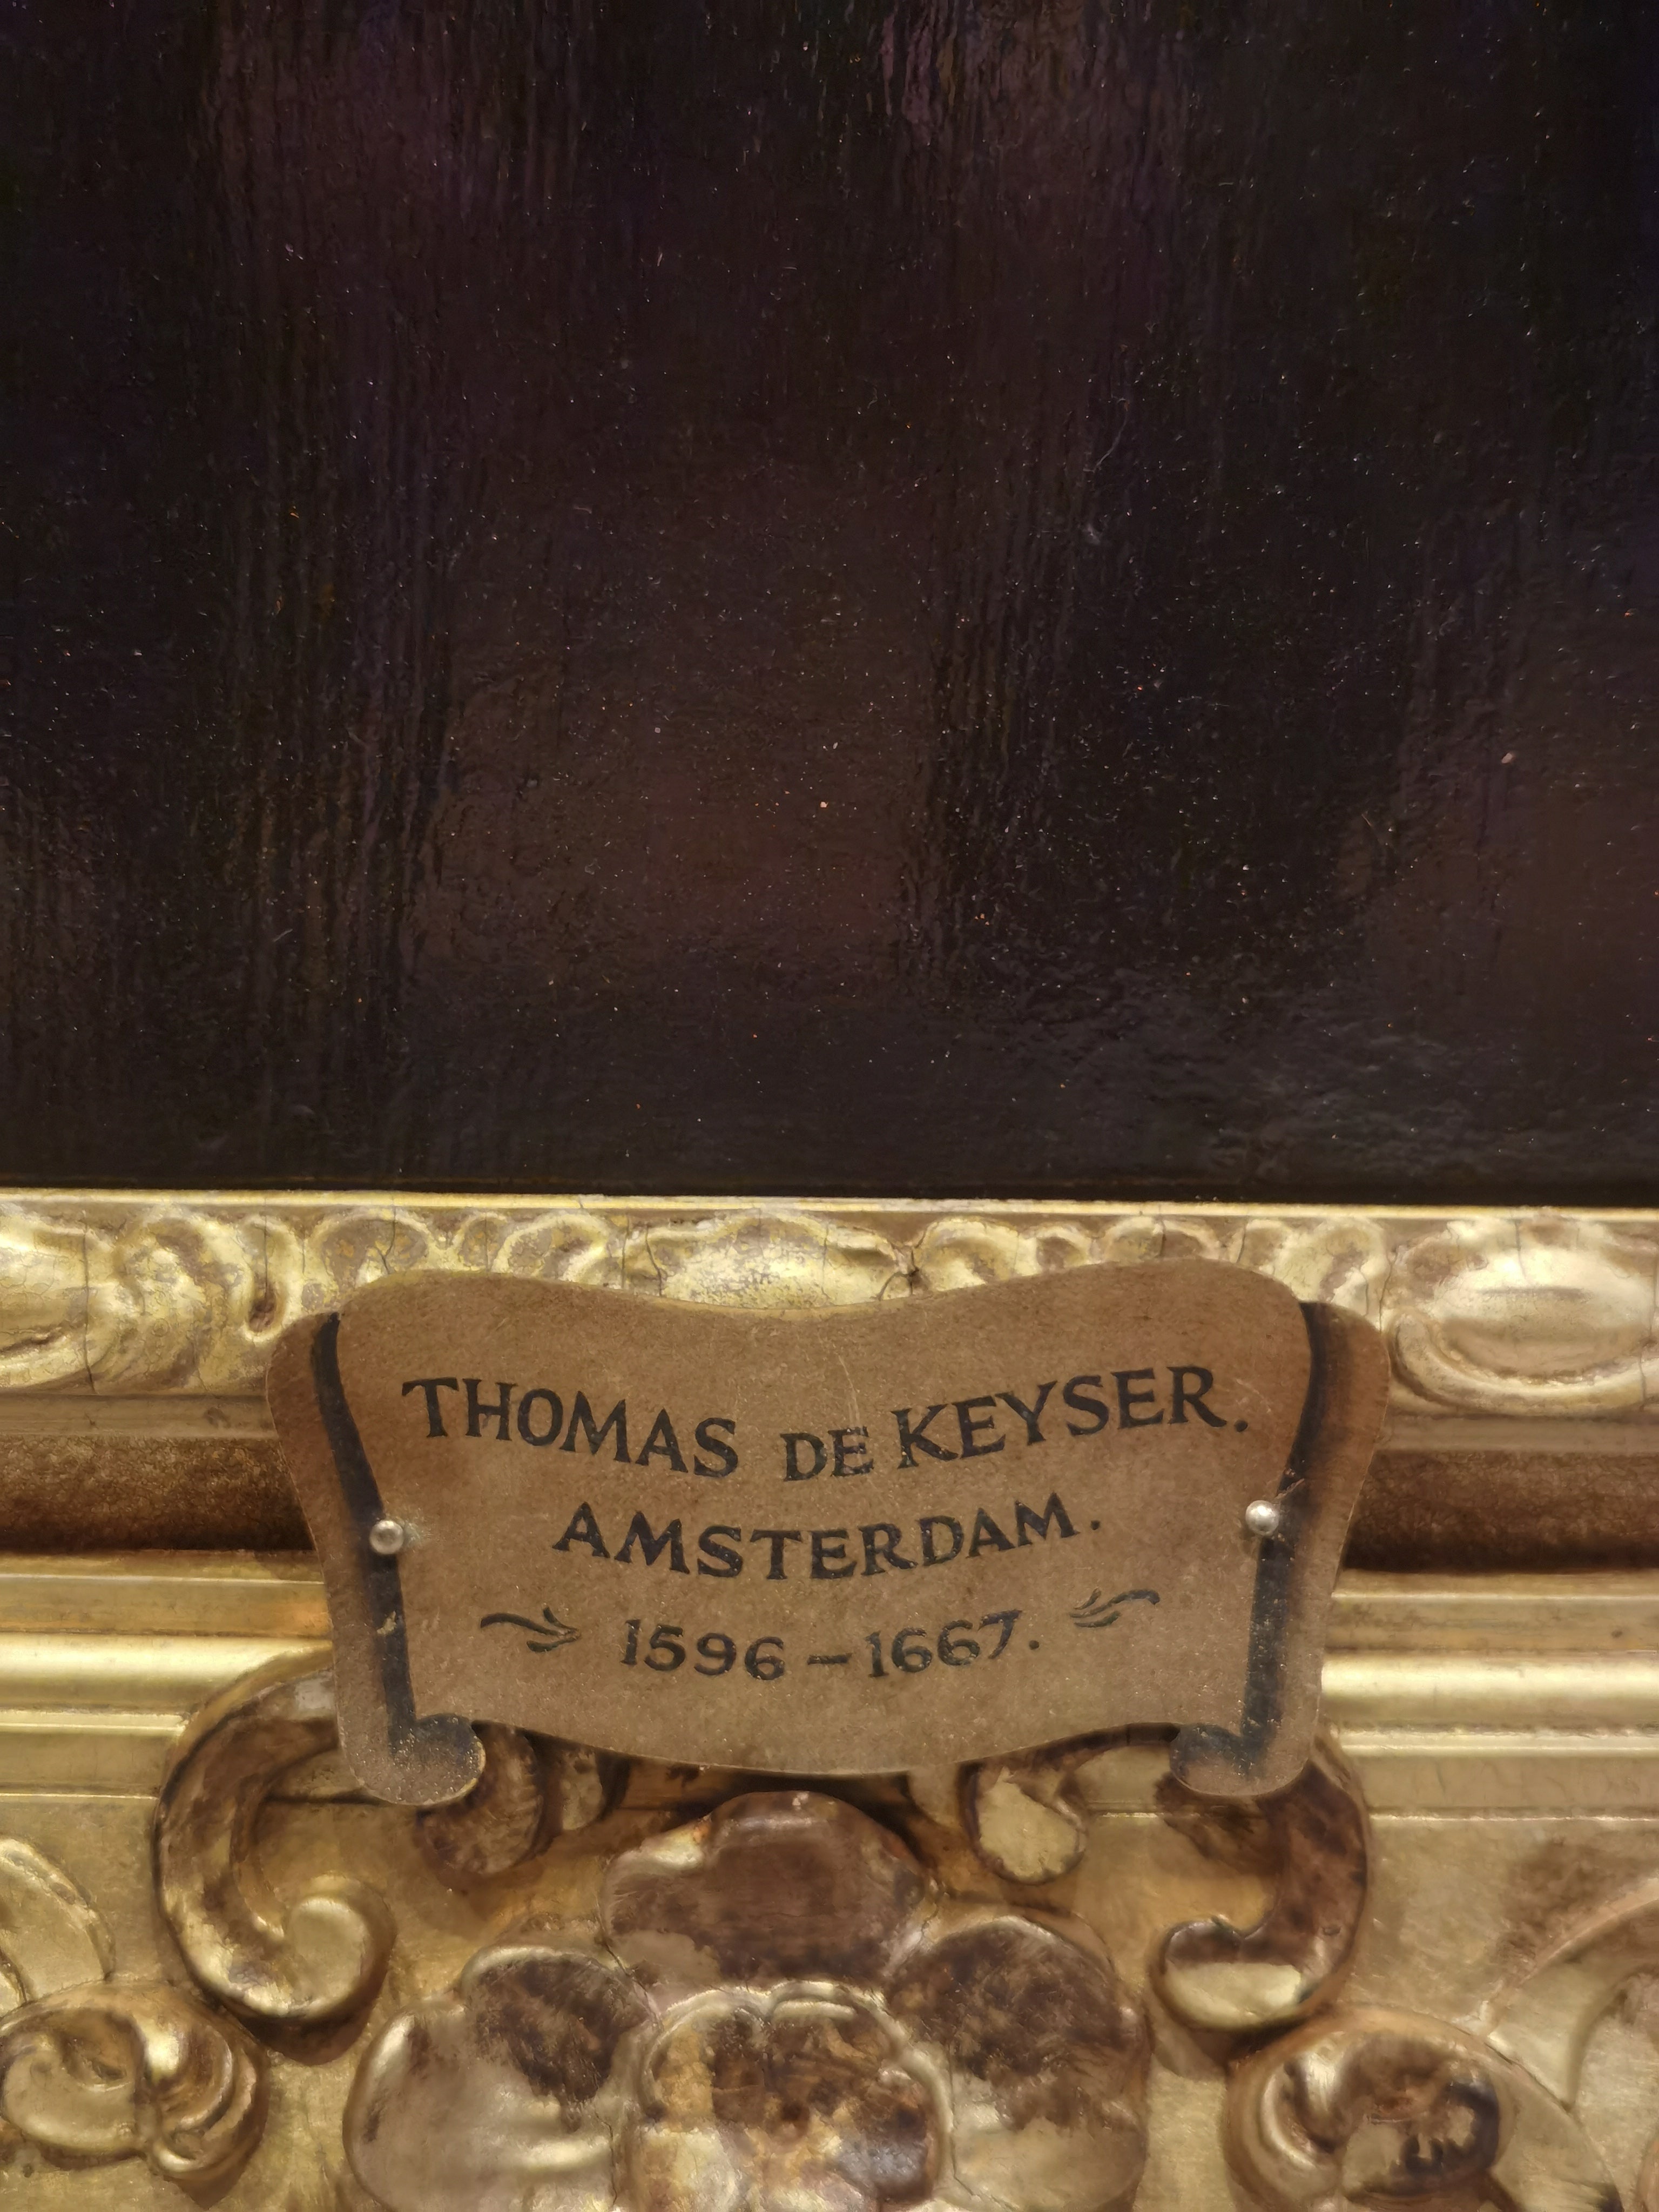 THOMAS DE KEYSER.
AMSTERDAM.
1596 – 1667.